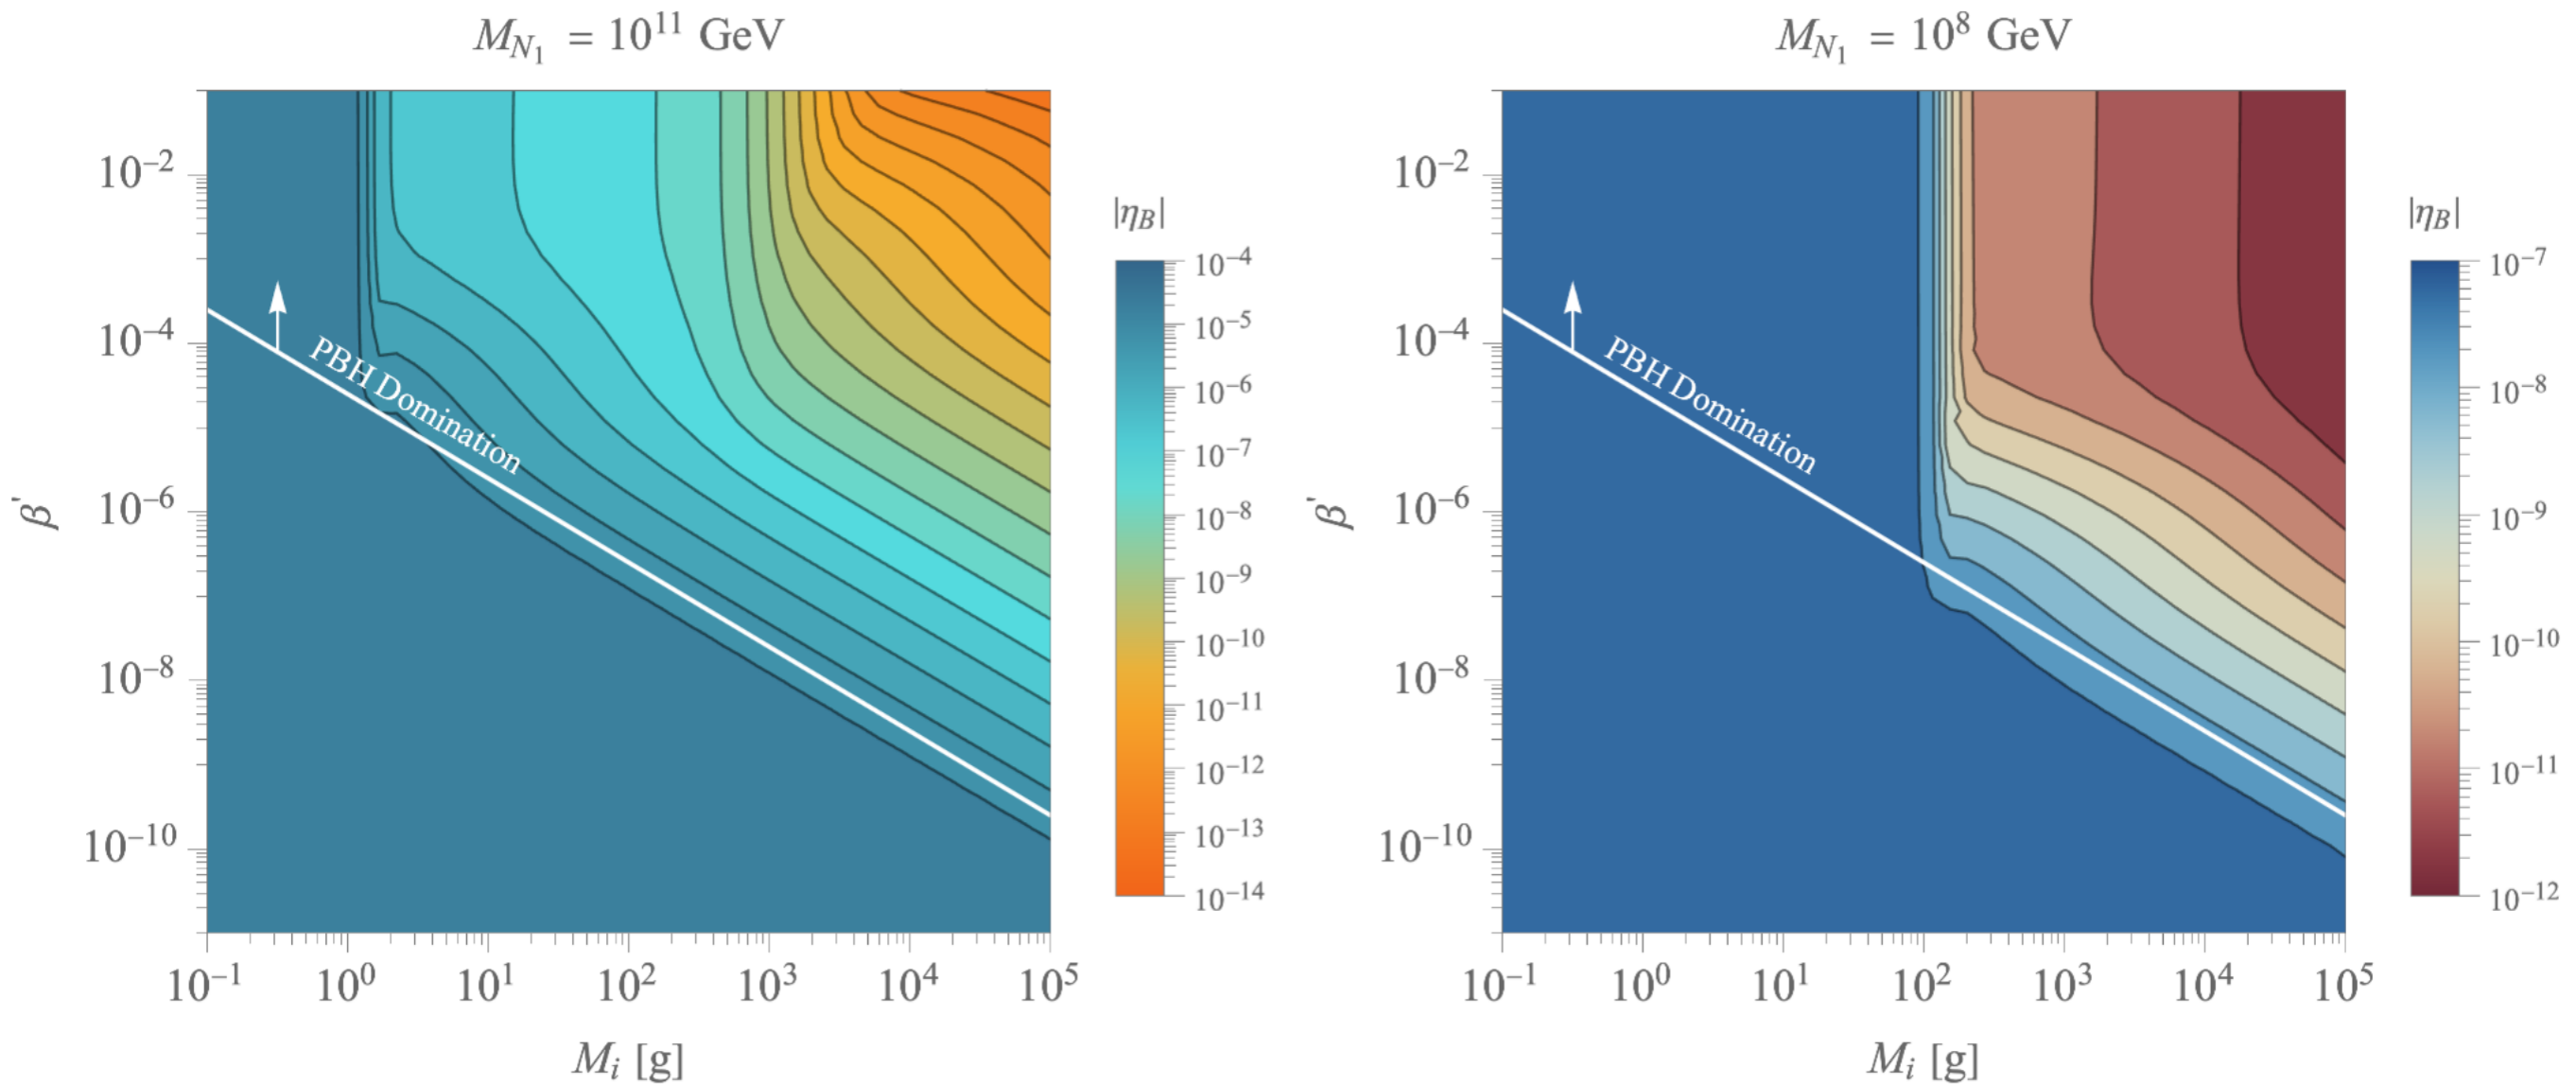 M_{N_1} = 10^{11} GeV
10^{-2}
10^{-4}
10^{-6}
10^{-8}
10^{-10}
β'
PBH Domination
10^{-1} 10^0 10^1 10^2 10^3 10^4 10^5
M_i [g]
|η_B|
10^{-4}
10^{-5}
10^{-6}
10^{-7}
10^{-8}
10^{-9}
10^{-10}
10^{-11}
10^{-12}
10^{-13}
10^{-14}
M_{N_1} = 10^8 GeV
10^{-2}
10^{-4}
10^{-6}
10^{-8}
10^{-10}
β'
PBH Domination
10^{-1} 10^0 10^1 10^2 10^3 10^4 10^5
M_i [g]
|η_B|
10^{-7}
10^{-8}
10^{-9}
10^{-10}
10^{-11}
10^{-12}